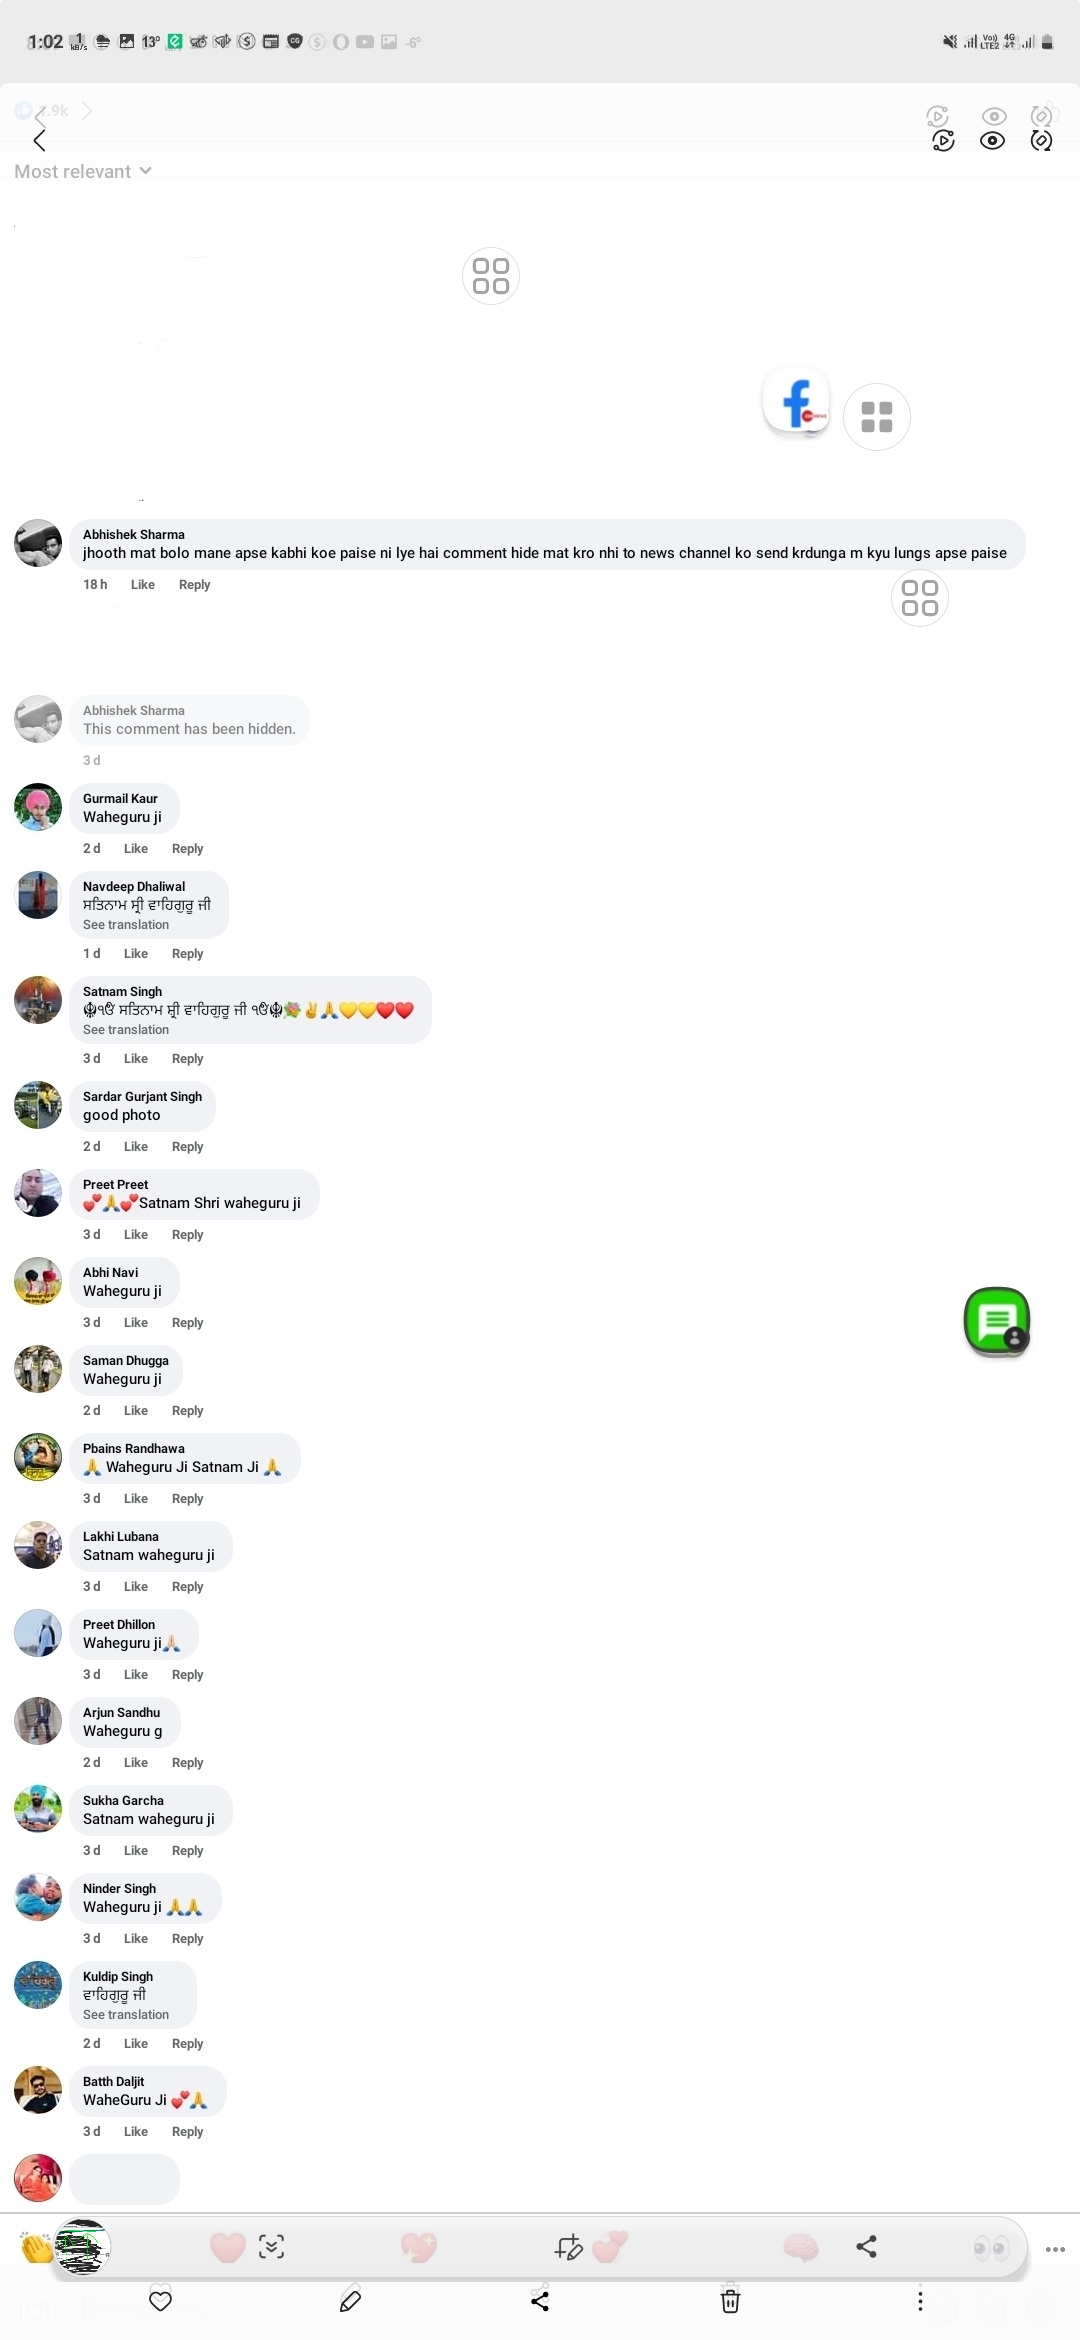 1:02 1 kB/s 13° -6° Vo)) LTE2 4G
1.9k
Most relevant
Abhishek Sharma
jhooth mat bolo mane apse kabhi koe paise ni lye hai comment hide mat kro nhi to news channel ko send krdunga m kyu lungs apse paise
18 h Like Reply
Abhishek Sharma
This comment has been hidden.
3 d
Gurmail Kaur
Waheguru ji
2 d Like Reply
Navdeep Dhaliwal
ਸਤਿਨਾਮ ਸ੍ਰੀ ਵਾਹਿਗੁਰੂ ਜੀ
See translation
1 d Like Reply
Satnam Singh
☬ੴ ਸਤਿਨਾਮ ਸ਼੍ਰੀ ਵਾਹਿਗੁਰੂ ਜੀ ੴ☬💐✌🙏💛💛❤❤
See translation
3 d Like Reply
Sardar Gurjant Singh
good photo
2 d Like Reply
Preet Preet
💕🙏💕Satnam Shri waheguru ji
3 d Like Reply
Abhi Navi
Waheguru ji
3 d Like Reply
Saman Dhugga
Waheguru ji
2 d Like Reply
Pbains Randhawa
🙏 Waheguru Ji Satnam Ji 🙏
3 d Like Reply
Lakhi Lubana
Satnam waheguru ji
3 d Like Reply
Preet Dhillon
Waheguru ji🙏🏻
3 d Like Reply
Arjun Sandhu
Waheguru g
2 d Like Reply
Sukha Garcha
Satnam waheguru ji
3 d Like Reply
Ninder Singh
Waheguru ji 🙏🙏
3 d Like Reply
Kuldip Singh
ਵਾਹਿਗੁਰੂ ਜੀ
See translation
2 d Like Reply
Batth Daljit
WaheGuru Ji 💕🙏
3 d Like Reply